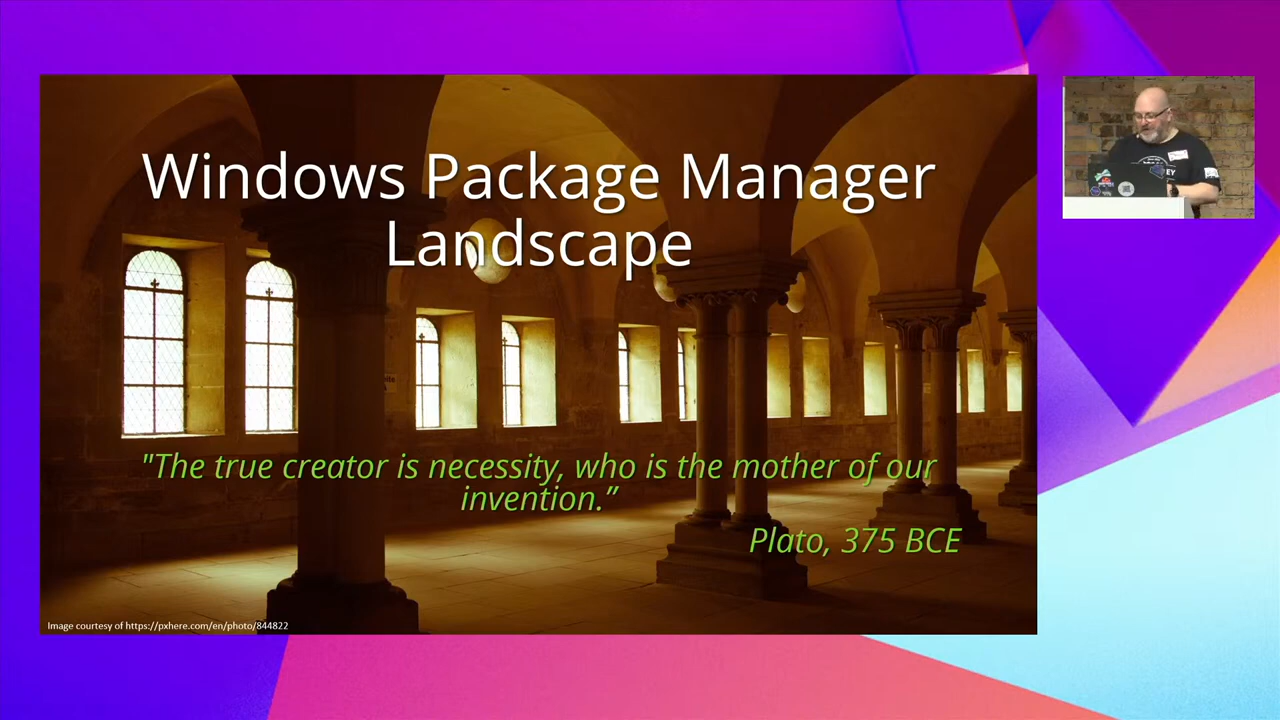 Windows Package Manager
Landscape
"The true creator is necessity, who is the mother of our
invention.”
Plato, 375 BCE
Image courtesy of https://pxhere.com/en/photo/844822